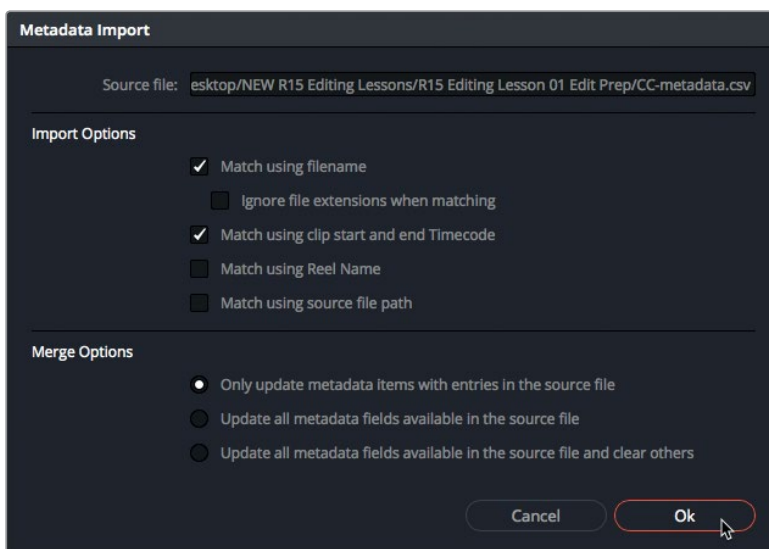 Metadata Import
Source file: esktop/NEW R15 Editing Lessons/R15 Editing Lesson 01 Edit Prep/CC-metadata.csv
Import Options
Match using filename
Ignore file extensions when matching
Match using clip start and end Timecode
Match using Reel Name
Match using source file path
Merge Options
Only update metadata items with entries in the source file
Update all metadata fields available in the source file
Update all metadata fields available in the source file and clear others
Cancel Ok